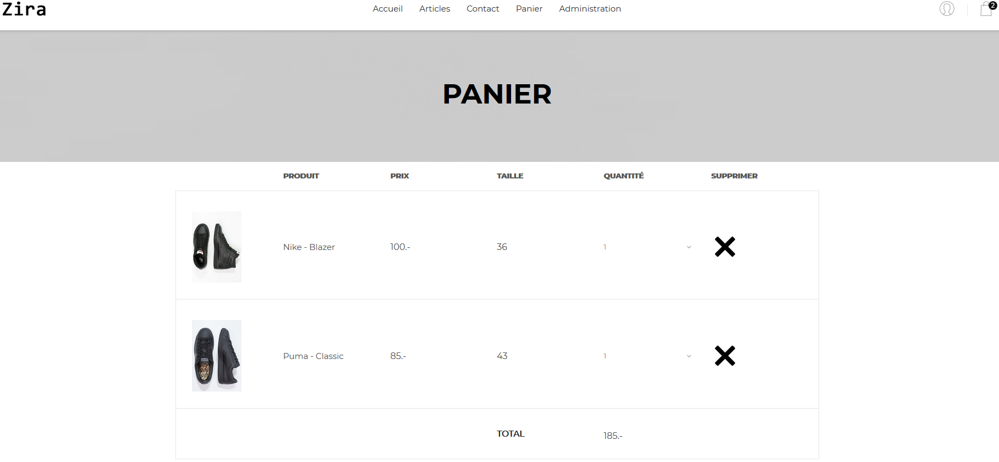 Zira
Accueil Articles Contact Panier Administration
2
PANIER
PRODUIT PRIX TAILLE QUANTITÉ SUPPRIMER
Nike - Blazer 100.- 36 1
Puma - Classic 85.- 43 1
TOTAL 185.-